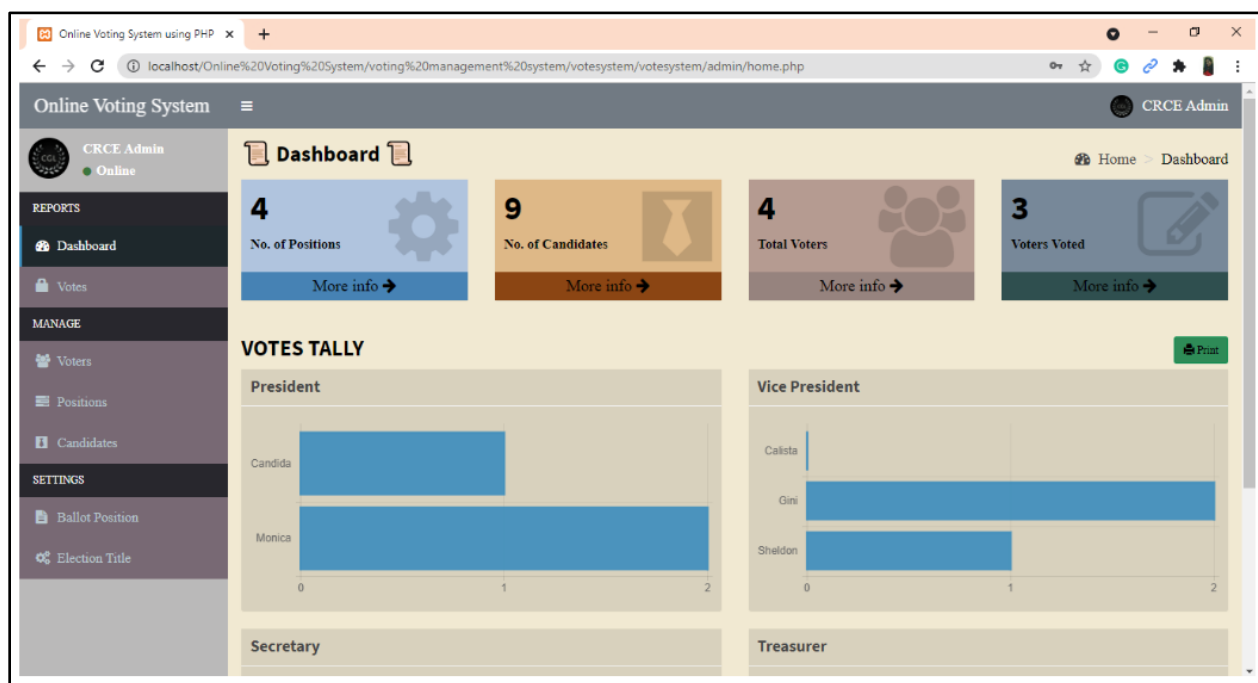 Online Voting System using PHP
localhost/Online%20Voting%20System/voting%20management%20system/votesystem/votesystem/admin/home.php
Online Voting System
CRCE Admin
CRCE Admin
Online
REPORTS
Dashboard
Votes
MANAGE
Voters
Positions
Candidates
SETTINGS
Ballot Position
Election Title
Dashboard
Home > Dashboard
4
No. of Positions
More info
9
No. of Candidates
More info
4
Total Voters
More info
3
Voters Voted
More info
VOTES TALLY
Print
President
Candida
Monica
0 1 2
Vice President
Calista
Gini
Sheldon
0 1 2
Secretary
Treasurer